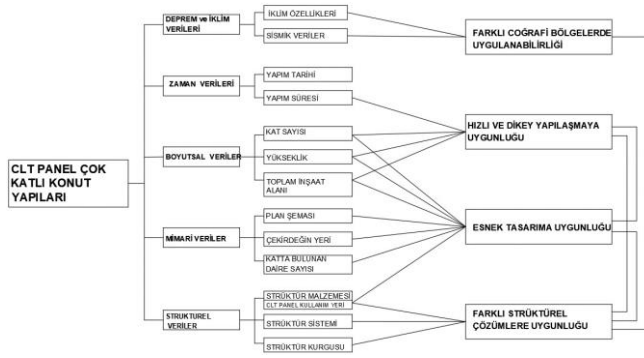 CLT PANEL ÇOK
KATLI KONUT
YAPILARI
DEPREM ve İKLİM
VERİLERİ
İKLİM ÖZELLİKLERİ
SİSMİK VERİLER
ZAMAN VERİLERİ
YAPIM TARİHİ
YAPIM SÜRESİ
BOYUTSAL VERİLER
KAT SAYISI
YÜKSEKLİK
TOPLAM İNŞAAT
ALANI
MİMARİ VERİLER
PLAN ŞEMASI
ÇEKİRDEĞİN YERİ
KATTA BULUNAN
DAİRE SAYISI
STRUKTUREL
VERİLER
STRÜKTÜR MALZEMESİ
CLT PANEL KULLANIM YERİ
STRÜKTÜR SİSTEMİ
STRÜKTÜR KURGUSU
FARKLI COĞRAFİ BÖLGELERDE
UYGULANABİLİRLİĞİ
HIZLI VE DİKEY YAPILAŞMAYA
UYGUNLUĞU
ESNEK TASARIMA UYGUNLUĞU
FARKLI STRÜKTÜREL
ÇÖZÜMLERE UYGUNLUĞU